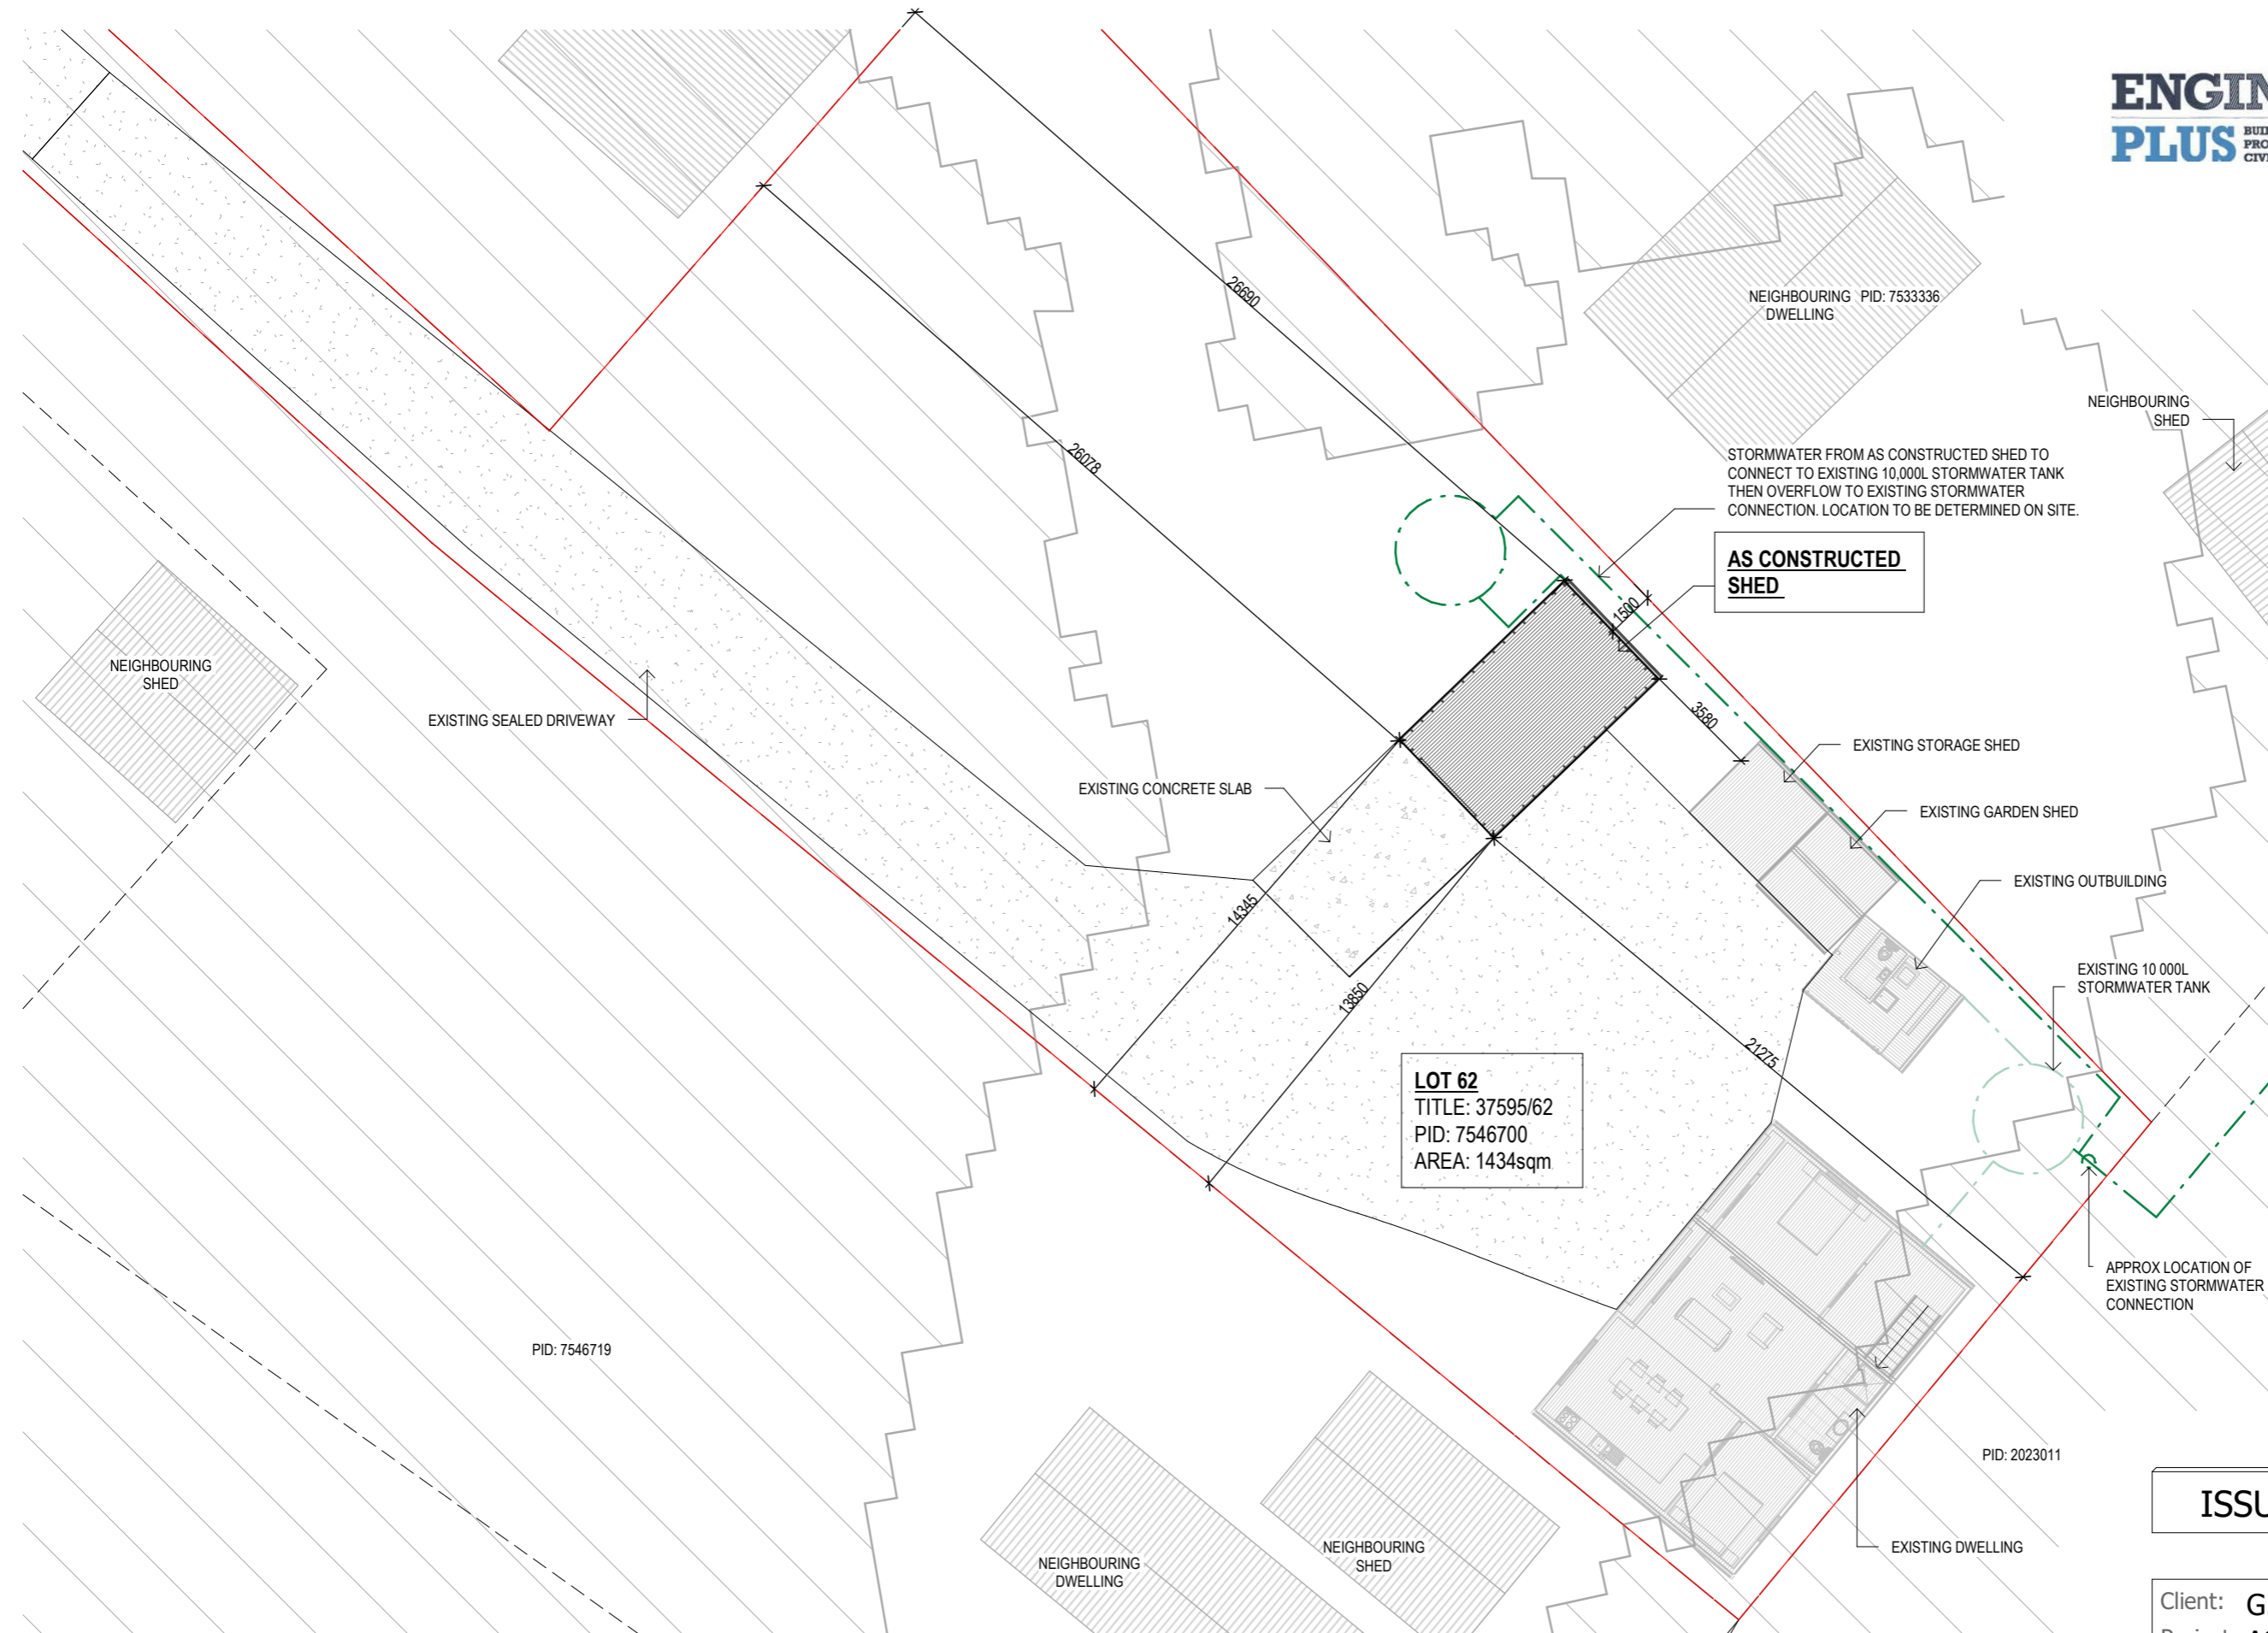 ENGIN
PLUS
BUI
PRO
CIV
26690
26078
NEIGHBOURING PID: 7533336
DWELLING
NEIGHBOURING
SHED
STORMWATER FROM AS CONSTRUCTED SHED TO
CONNECT TO EXISTING 10,000L STORMWATER TANK
THEN OVERFLOW TO EXISTING STORMWATER
CONNECTION. LOCATION TO BE DETERMINED ON SITE.
AS CONSTRUCTED
SHED
1500
NEIGHBOURING
SHED
EXISTING SEALED DRIVEWAY
3580
EXISTING STORAGE SHED
EXISTING CONCRETE SLAB
EXISTING GARDEN SHED
EXISTING OUTBUILDING
14345
13850
EXISTING 10 000L
STORMWATER TANK
21275
LOT 62
TITLE: 37595/62
PID: 7546700
AREA: 1434sqm
APPROX LOCATION OF
EXISTING STORMWATER
CONNECTION
PID: 7546719
PID: 2023011
ISSU
EXISTING DWELLING
NEIGHBOURING
SHED
NEIGHBOURING
DWELLING
Client: G